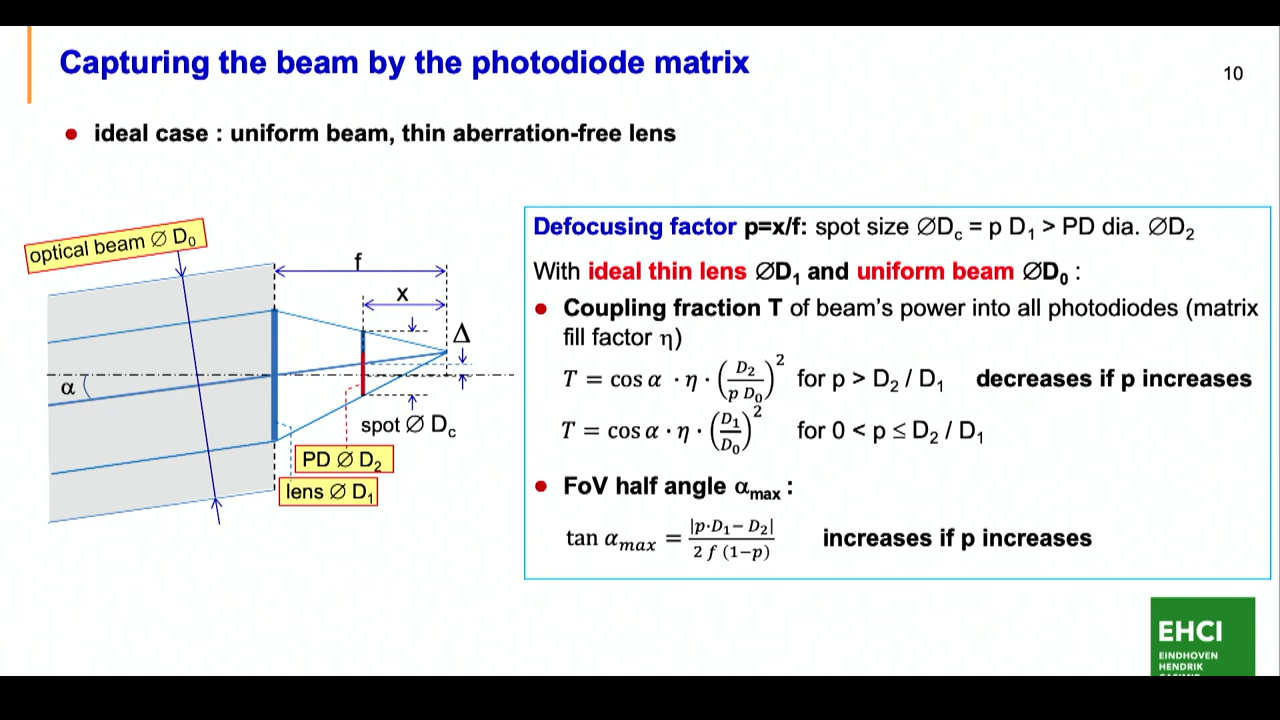 Capturing the beam by the photodiode matrix
10
● ideal case : uniform beam, thin aberration-free lens
optical beam ∅ D₀
f
x
Δ
α
spot ∅ D_c
PD ∅ D₂
lens ∅ D₁
Defocusing factor p=x/f: spot size ∅D_c = p D₁ > PD dia. ∅D₂
With ideal thin lens ∅D₁ and uniform beam ∅D₀ :
● Coupling fraction T of beam's power into all photodiodes (matrix
fill factor η)
T = cos α · η · (D₂ / p D₀)² for p > D₂ / D₁ decreases if p increases
T = cos α · η · (D₁ / D₀)² for 0 < p ≤ D₂ / D₁
● FoV half angle α_max :
tan α_max = |p·D₁− D₂| / 2 f (1−p) increases if p increases
EHCI
EINDHOVEN
HENDRIK